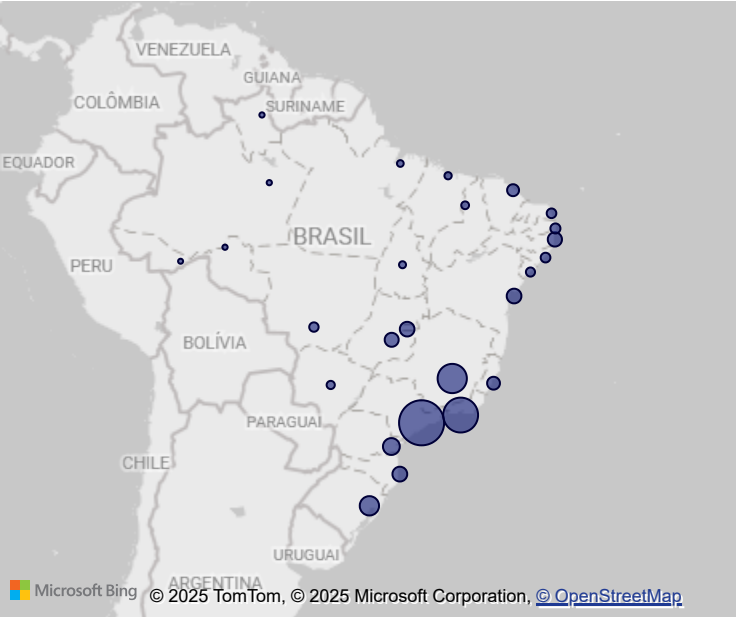 VENEZUELA
GUIANA
COLÔMBIA
SURINAME
EQUADOR
BRASIL
PERU
BOLÍVIA
PARAGUAI
CHILE
URUGUAI
ARGENTINA
Microsoft Bing
© 2025 TomTom, © 2025 Microsoft Corporation, © OpenStreetMap